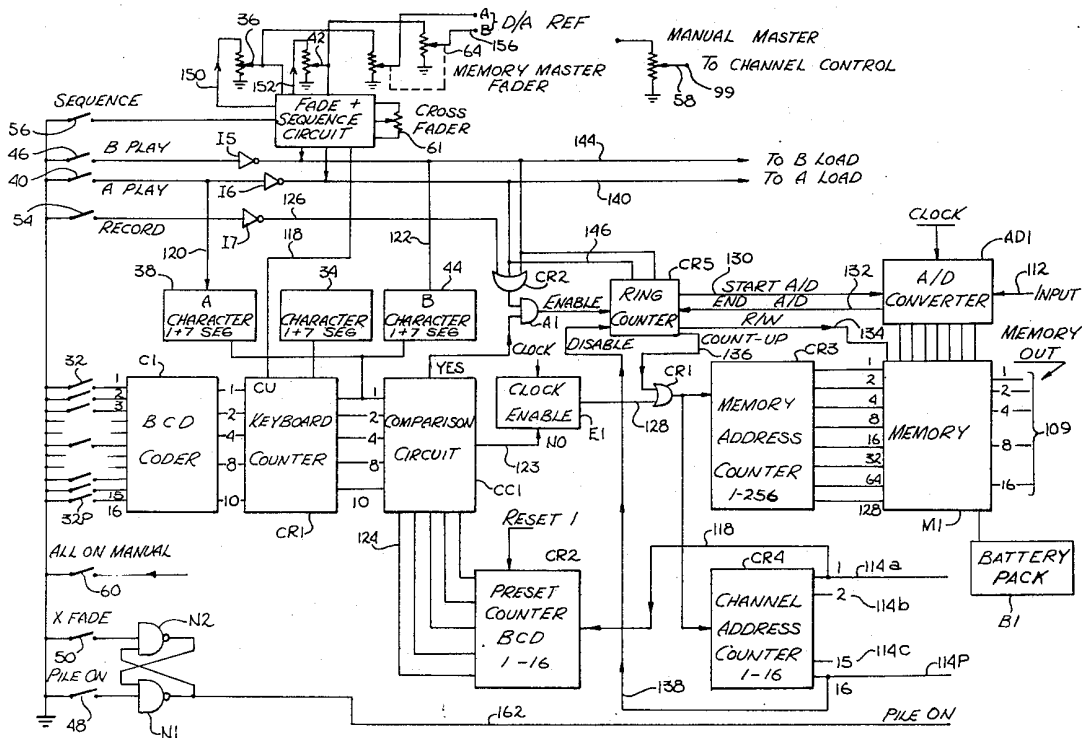 A
B
D/A REF
156
36
42
64
150
152
MEMORY MASTER
FADER
MANUAL MASTER
TO CHANNEL CONTROL
58
99
SEQUENCE
56
FADE +
SEQUENCE
CIRCUIT
CROSS
FADER
61
46
B PLAY
I5
144
TO B LOAD
40
A PLAY
I6
140
TO A LOAD
54
RECORD
I7
126
120
118
122
146
CR2
CLOCK
AD1
38
34
44
A
CHARACTER
1+7 SEG
CHARACTER
1+7 SEG
B
CHARACTER
1+7 SEG
ENABLE
A1
CR5
RING
COUNTER
130
START A/D
132
END A/D
R/W
134
A/D
CONVERTER
112
INPUT
DISABLE
COUNT-UP
136
MEMORY
OUT
YES
CLOCK
CR1
CR3
32
1
2
3
15
16
32P
C1
BCD
CODER
1
2
4
8
10
CU
KEYBOARD
COUNTER
CR1
1
2
4
8
10
COMPARISON
CIRCUIT
CC1
CLOCK
ENABLE
E1
128
NO
123
MEMORY
ADDRESS
COUNTER
1-256
1
2
4
8
16
32
64
128
MEMORY
M1
1
2
4
8
16
109
124
RESET 1
CR2
PRESET
COUNTER
BCD
1-16
118
CR4
CHANNEL
ADDRESS
COUNTER
1-16
1
2
15
16
114a
114b
114C
114P
BATTERY
PACK
B1
ALL ON MANUAL
60
X FADE
50
N2
PILE ON
48
N1
138
162
PILE ON